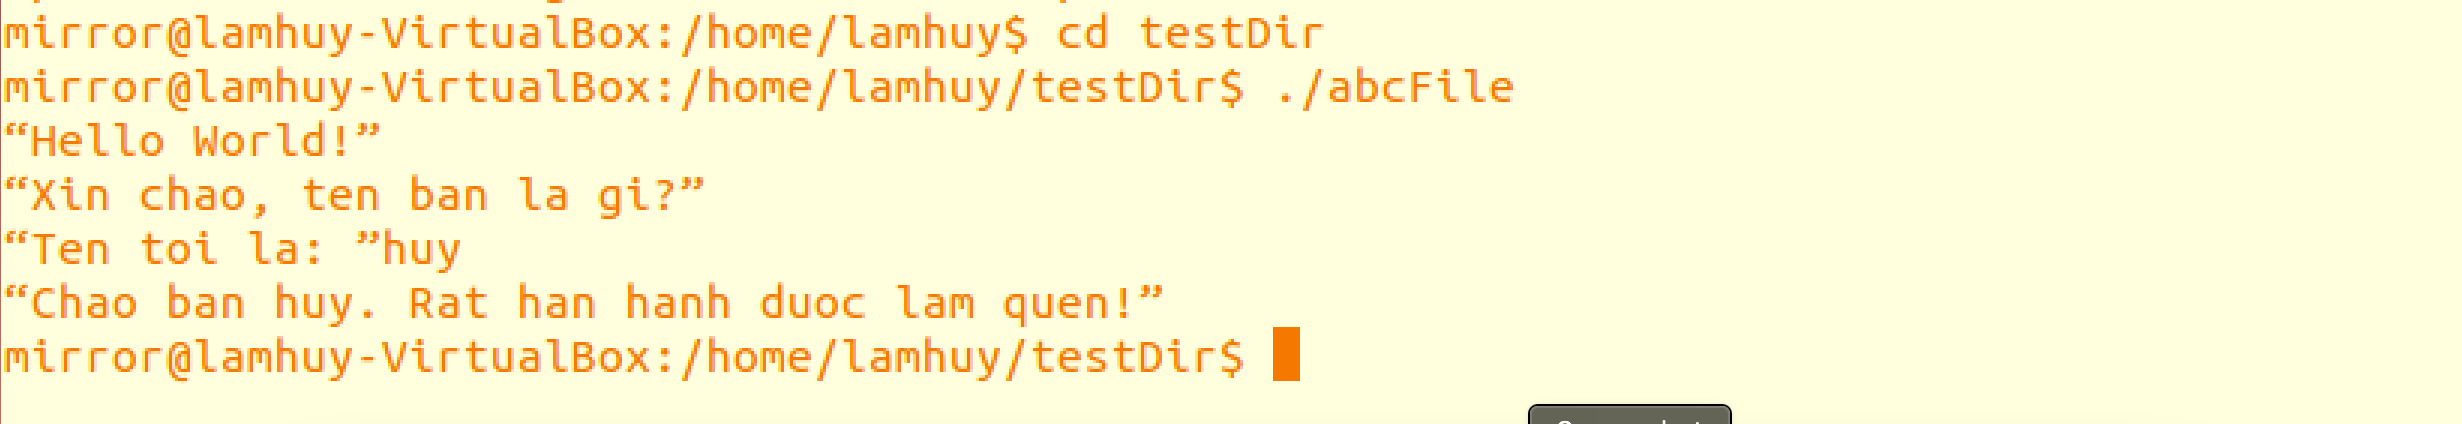 mirror@lamhuy-VirtualBox:/home/lamhuy$ cd testDir
mirror@lamhuy-VirtualBox:/home/lamhuy/testDir$ ./abcFile
“Hello World!”
“Xin chao, ten ban la gi?”
“Ten toi la: ”huy
“Chao ban huy. Rat han hanh duoc lam quen!”
mirror@lamhuy-VirtualBox:/home/lamhuy/testDir$